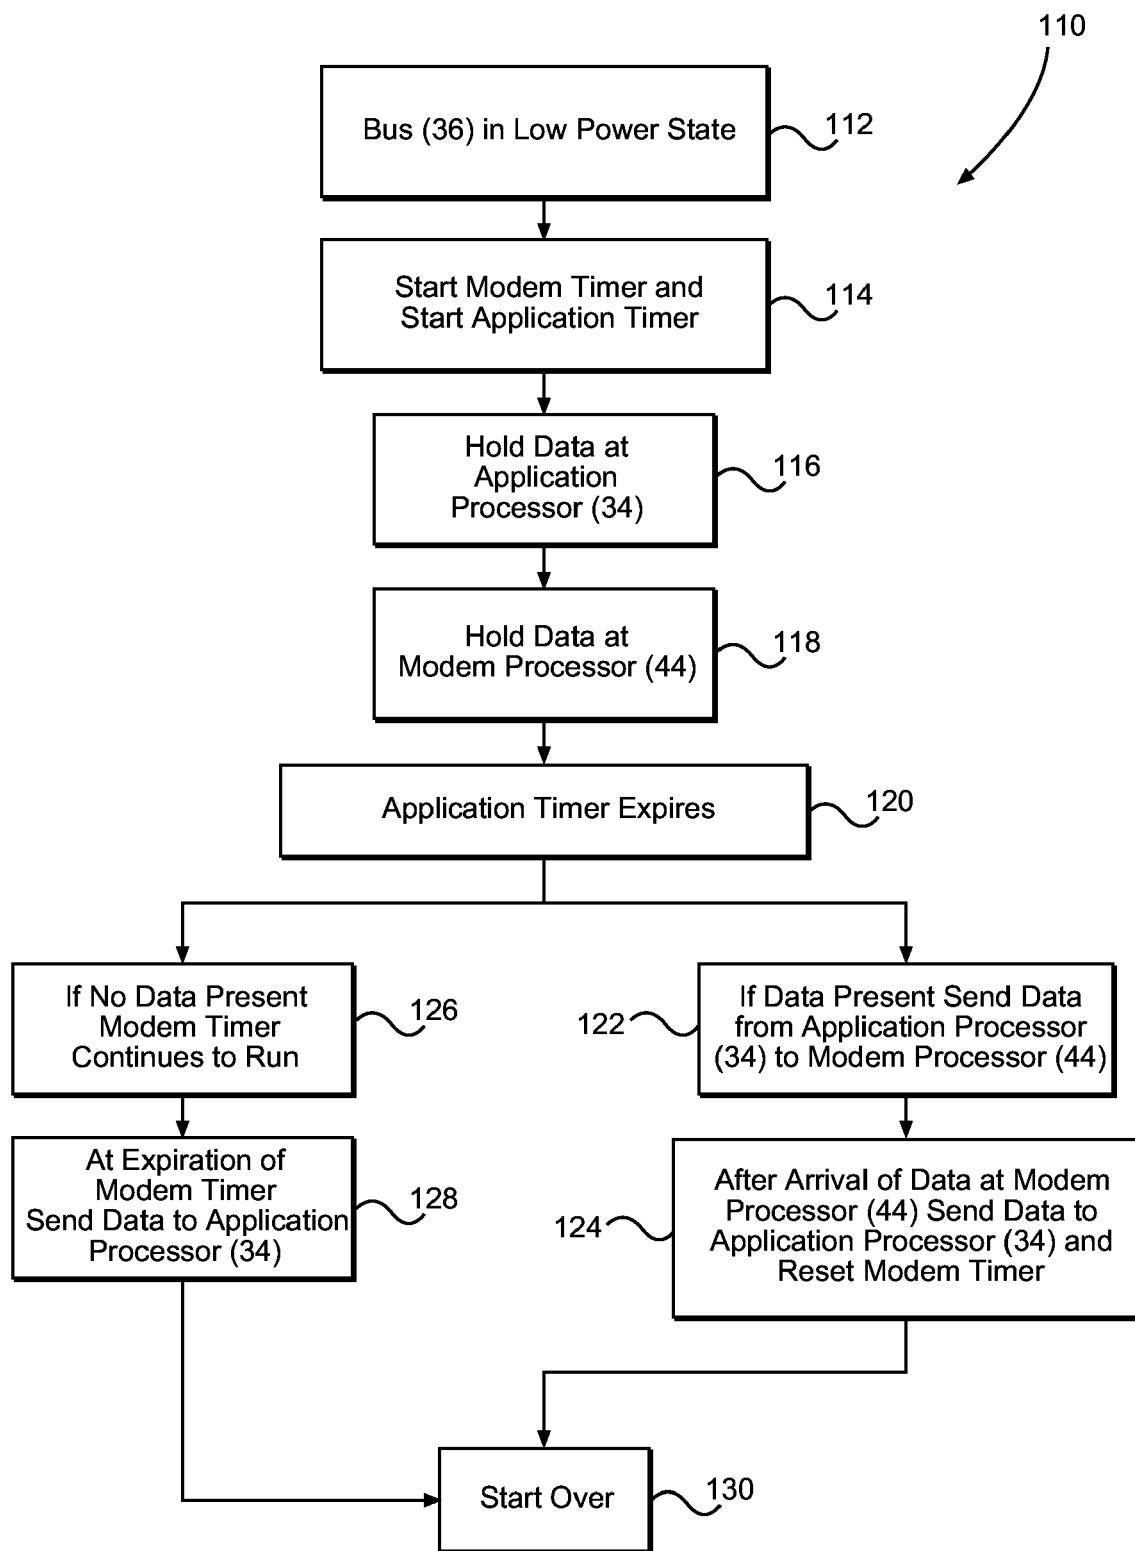 110
Bus (36) in Low Power State
112
Start Modem Timer and
Start Application Timer
114
Hold Data at
Application
Processor (34)
116
Hold Data at
Modem Processor (44)
118
Application Timer Expires
120
If No Data Present
Modem Timer
Continues to Run
126
122
If Data Present Send Data
from Application Processor
(34) to Modem Processor (44)
At Expiration of
Modem Timer
Send Data to Application
Processor (34)
128
124
After Arrival of Data at Modem
Processor (44) Send Data to
Application Processor (34) and
Reset Modem Timer
Start Over
130